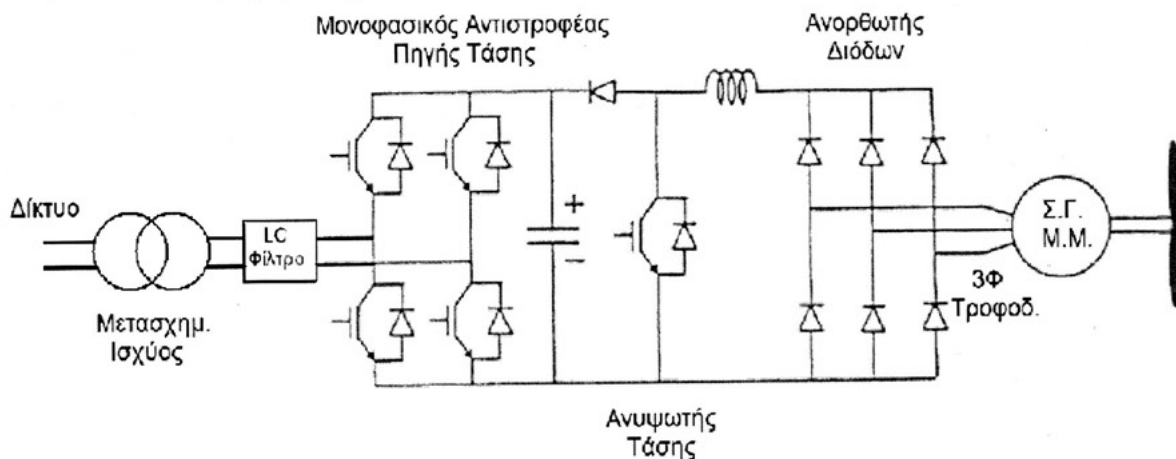 Μονοφασικός Αντιστροφέας
Πηγής Τάσης
Ανορθωτής
Διόδων
Δίκτυο
LC
Φίλτρο
Μετασχημ.
Ισχύος
+
−
Σ.Γ.
Μ.Μ.
3Φ
Τροφοδ.
Ανυψωτής
Τάσης